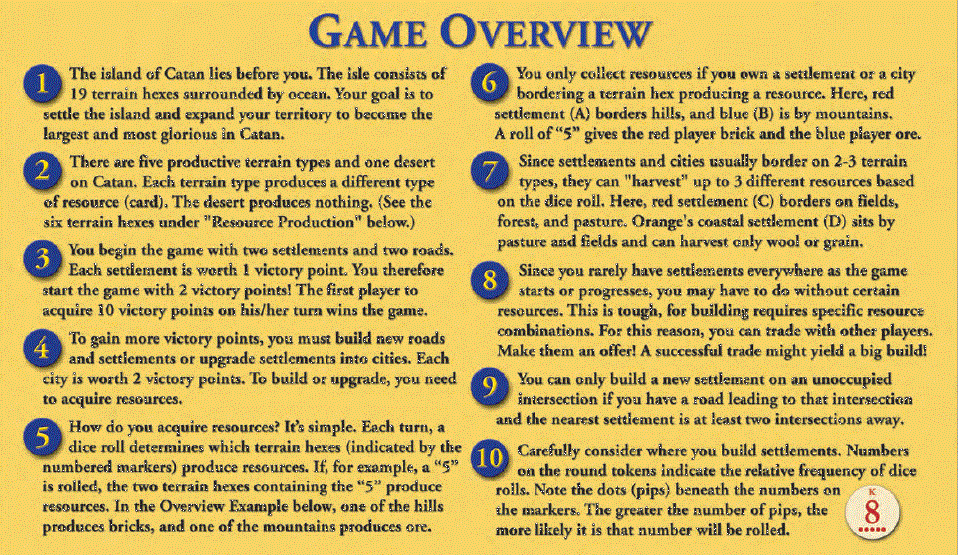 GAME OVERVIEW
1 The island of Catan lies before you. The isle consists of
19 terrain hexes surrounded by ocean. Your goal is to
settle the island and expand your territory to become the
largest and most glorious in Catan.
2 There are five productive terrain types and one desert
on Catan. Each terrain type produces a different type
of resource (card). The desert produces nothing. (See the
six terrain hexes under "Resource Production" below.)
3 You begin the game with two settlements and two roads.
Each settlement is worth 1 victory point. You therefore
start the game with 2 victory points! The first player to
acquire 10 victory points on his/her turn wins the game.
4 To gain more victory points, you must build new roads
and settlements or upgrade settlements into cities. Each
city is worth 2 victory points. To build or upgrade, you need
to acquire resources.
5 How do you acquire resources? It's simple. Each turn, a
dice roll determines which terrain hexes (indicated by the
numbered markers) produce resources. If, for example, a “5”
is rolled, the two terrain hexes containing the “5” produce
resources. In the Overview Example below, one of the hills
produces bricks, and one of the mountains produces ore.
6 You only collect resources if you own a settlement or a city
bordering a terrain hex producing a resource. Here, red
settlement (A) borders hills, and blue (B) is by mountains.
A roll of “5” gives the red player brick and the blue player ore.
7 Since settlements and cities usually border on 2-3 terrain
types, they can "harvest" up to 3 different resources based
on the dice roll. Here, red settlement (C) borders on fields,
forest, and pasture. Orange's coastal settlement (D) sits by
pasture and fields and can harvest only wool or grain.
8 Since you rarely have settlements everywhere as the game
starts or progresses, you may have to do without certain
resources. This is tough, for building requires specific resource
combinations. For this reason, you can trade with other players.
Make them an offer! A successful trade might yield a big build!
9 You can only build a new settlement on an unoccupied
intersection if you have a road leading to that intersection
and the nearest settlement is at least two intersections away.
10 Carefully consider where you build settlements. Numbers
on the round tokens indicate the relative frequency of dice
rolls. Note the dots (pips) beneath the numbers on
the markers. The greater the number of pips, the
more likely it is that number will be rolled.
K
8